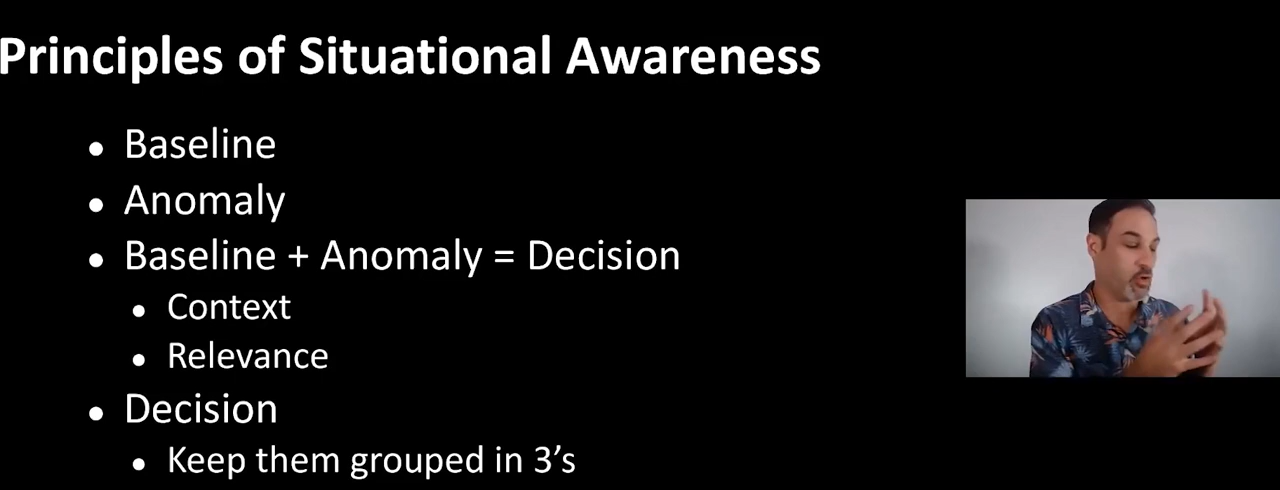 Principles of Situational Awareness
• Baseline
• Anomaly
• Baseline + Anomaly = Decision
• Context
• Relevance
• Decision
• Keep them grouped in 3’s